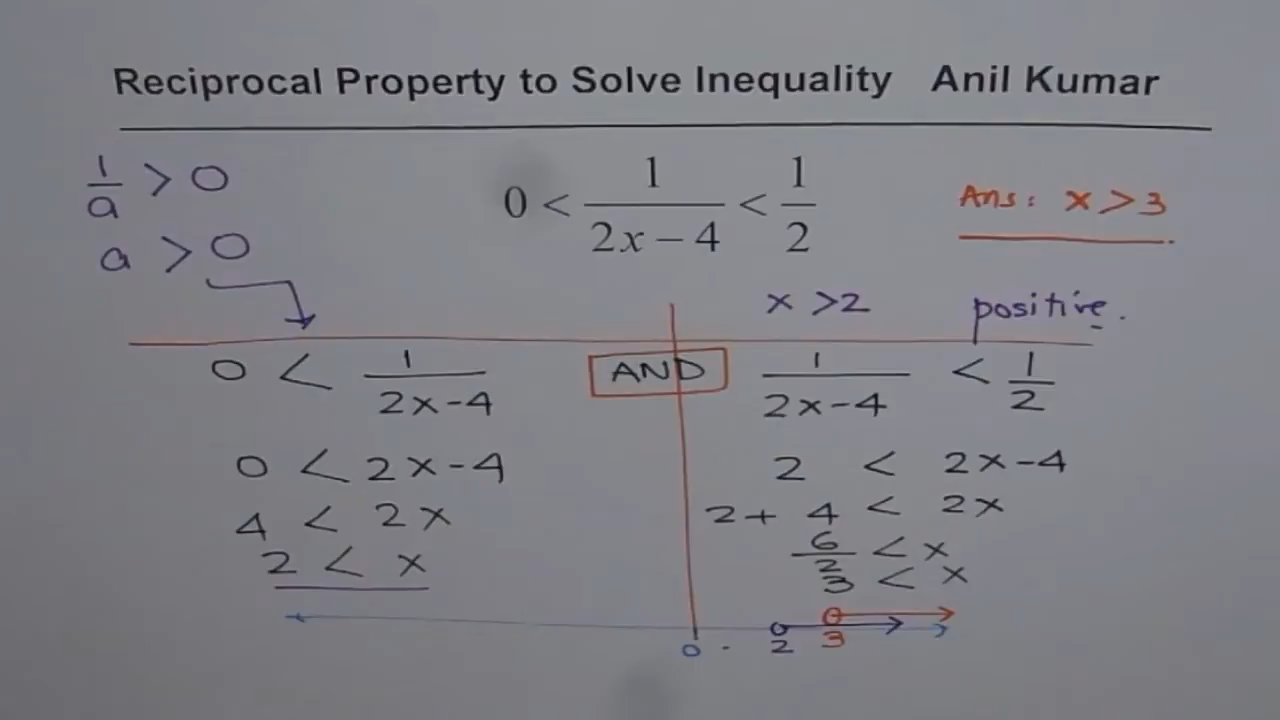 Reciprocal Property to Solve Inequality Anil Kumar
1/a > 0
a > 0
0 < 1/(2x − 4) < 1/2
Ans: x > 3
x > 2
positive.
0 < 1/(2x-4)
AND
1/(2x-4) < 1/2
0 < 2x-4
4 < 2x
2 < x
2 < 2x-4
2+ 4 < 2x
6/2 < x
3 < x
0 2 3